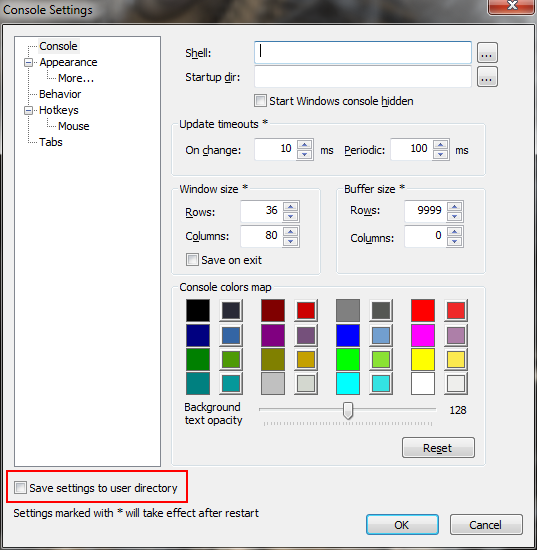 Console Settings
Console
Appearance
More...
Behavior
Hotkeys
Mouse
Tabs
Shell:
...
Startup dir:
...
Start Windows console hidden
Update timeouts *
On change: 10 ms Periodic: 100 ms
Window size *
Rows: 36
Columns: 80
Save on exit
Buffer size *
Rows: 9999
Columns: 0
Console colors map
Background
text opacity
128
Reset
Save settings to user directory
Settings marked with * will take effect after restart
OK
Cancel